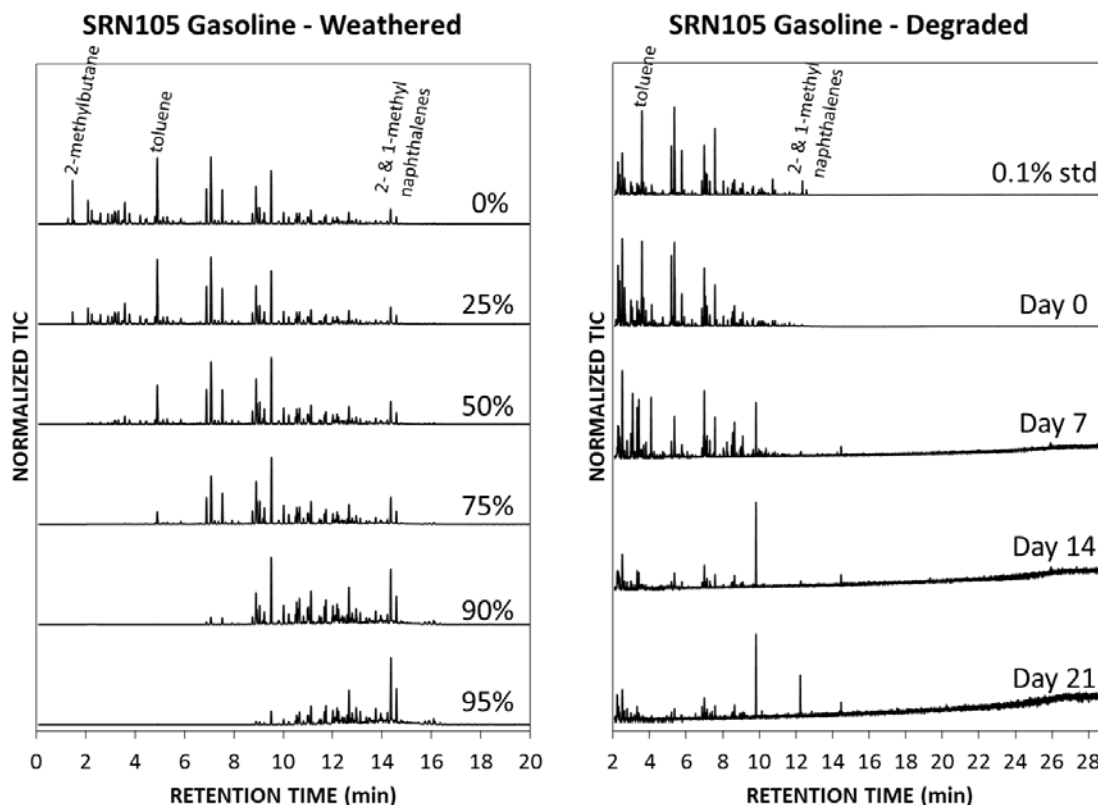 SRN105 Gasoline - Weathered
2-methylbutane
toluene
2- & 1-methyl
naphthalenes
0%
25%
50%
75%
90%
95%
NORMALIZED TIC
0 2 4 6 8 10 12 14 16 18 20
RETENTION TIME (min)
SRN105 Gasoline - Degraded
toluene
2- & 1-methyl
naphthalenes
0.1% std
Day 0
Day 7
Day 14
Day 21
NORMALIZED TIC
2 4 6 8 10 12 14 16 18 20 22 24 26 28
RETENTION TIME (min)